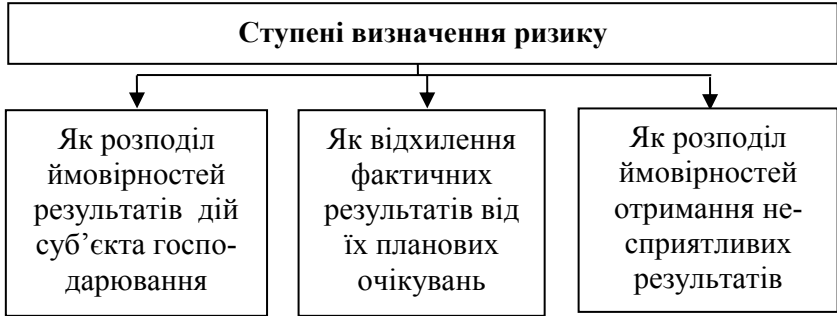 Ступені визначення ризику
Як розподіл
ймовірностей
результатів дій
суб’єкта госпо-
дарювання
Як відхилення
фактичних
результатів від
їх планових
очікувань
Як розподіл
ймовірностей
отримання не-
сприятливих
результатів